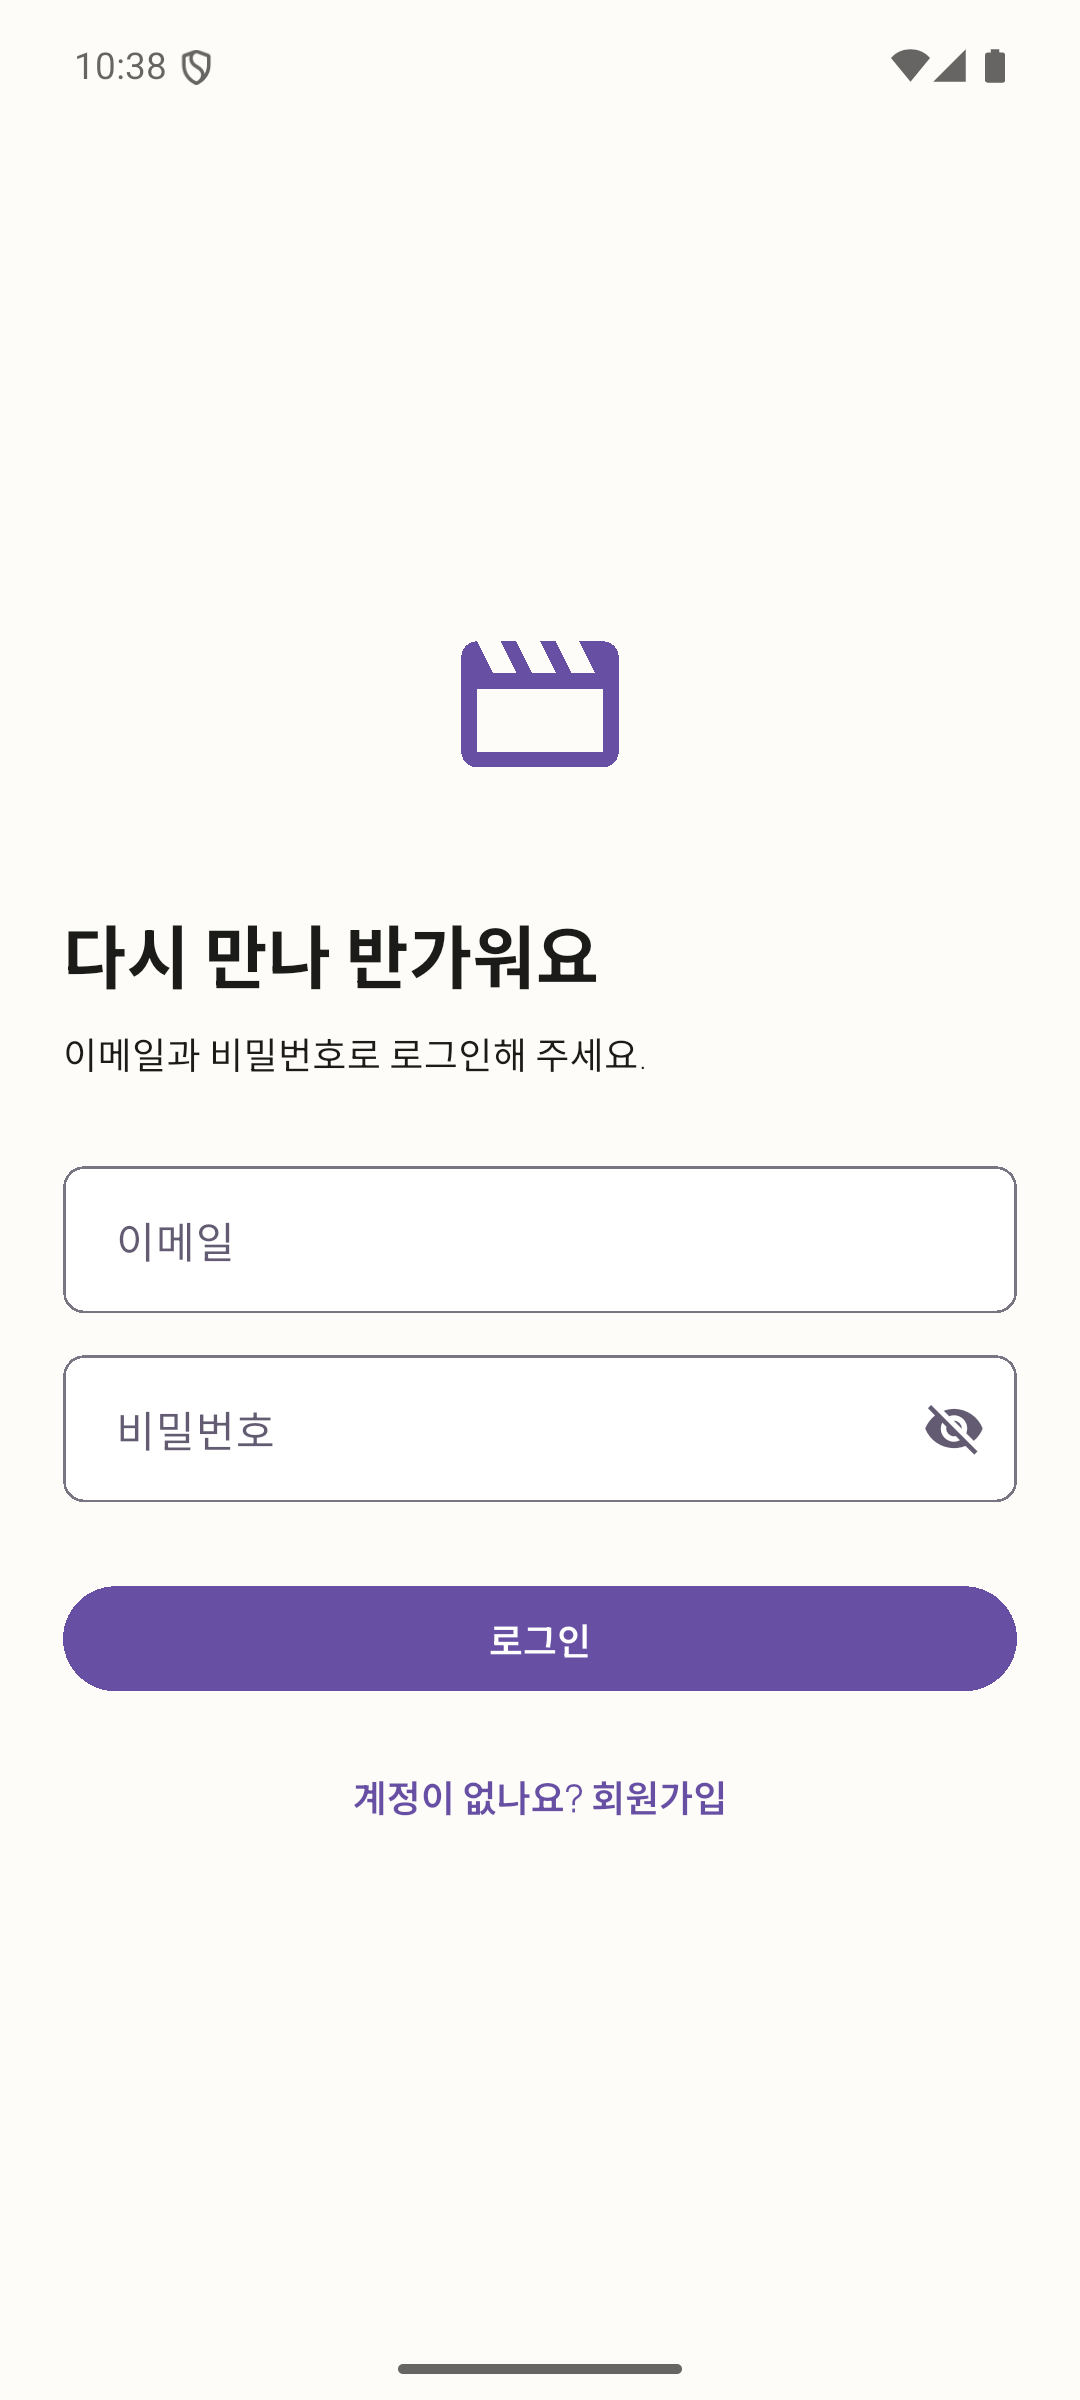 10:38
다시 만나 반가워요
이메일과 비밀번호로 로그인해 주세요.
이메일
비밀번호
로그인
계정이 없나요? 회원가입